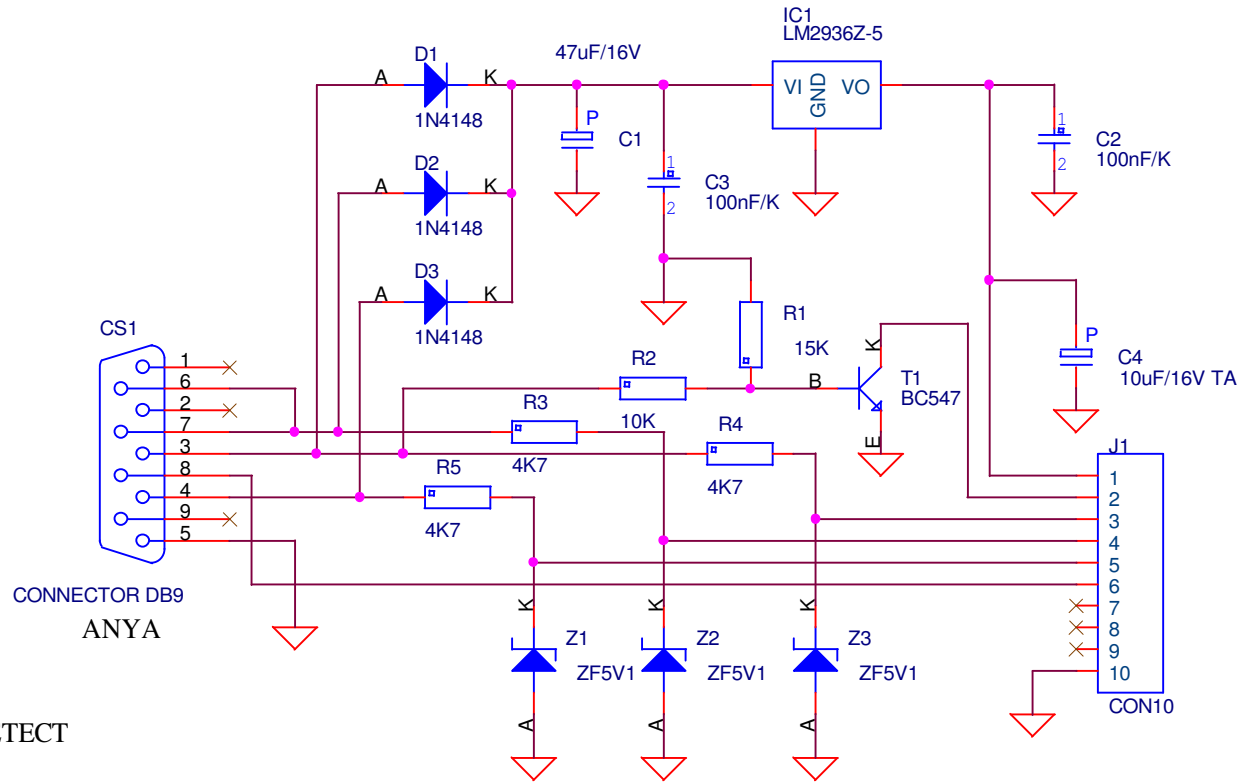 IC1
LM2936Z-5
D1
47uF/16V
A
K
VI
GND
VO
1N4148
P
C1
1
2
C2
100nF/K
D2
A
K
1
2
C3
100nF/K
1N4148
D3
A
K
1N4148
R1
15K
P
C4
10uF/16V TA
CS1
1
6
2
7
3
8
4
9
5
CONNECTOR DB9
ANYA
R2
10K
B
K
E
T1
BC547
R3
4K7
R4
4K7
R5
4K7
J1
1
2
3
4
5
6
7
8
9
10
CON10
K
Z1
ZF5V1
A
K
Z2
ZF5V1
A
K
Z3
ZF5V1
A